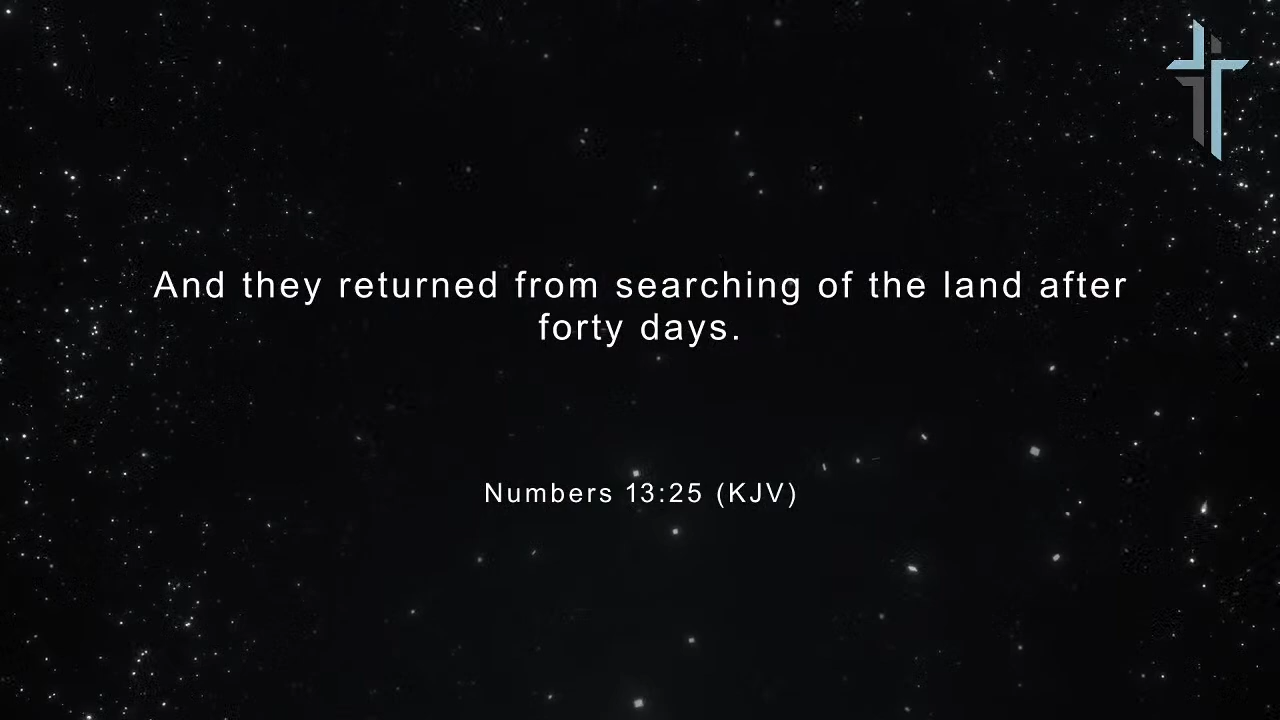 And they returned from searching of the land after
forty days.
Numbers 13:25 (KJV)